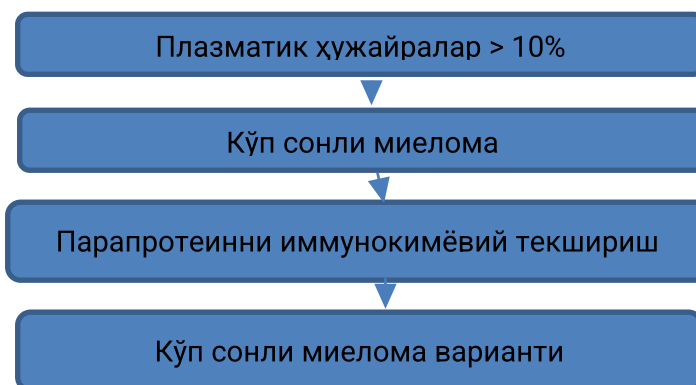 Плазматик ҳужайралар > 10%
Кўп сонли миелома
Парапротеинни иммунокимёвий текшириш
Кўп сонли миелома варианти